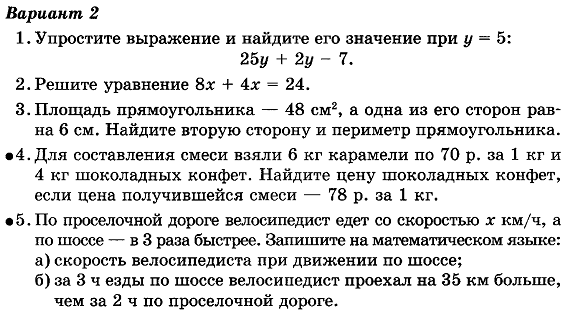 Вариант 2
1. Упростите выражение и найдите его значение при y = 5:
25y + 2y − 7.
2. Решите уравнение 8x + 4x = 24.
3. Площадь прямоугольника — 48 см², а одна из его сторон рав-
на 6 см. Найдите вторую сторону и периметр прямоугольника.
•4. Для составления смеси взяли 6 кг карамели по 70 р. за 1 кг и
4 кг шоколадных конфет. Найдите цену шоколадных конфет,
если цена получившейся смеси — 78 р. за 1 кг.
•5. По проселочной дороге велосипедист едет со скоростью x км/ч, а
по шоссе — в 3 раза быстрее. Запишите на математическом языке:
а) скорость велосипедиста при движении по шоссе;
б) за 3 ч езды по шоссе велосипедист проехал на 35 км больше,
чем за 2 ч по проселочной дороге.